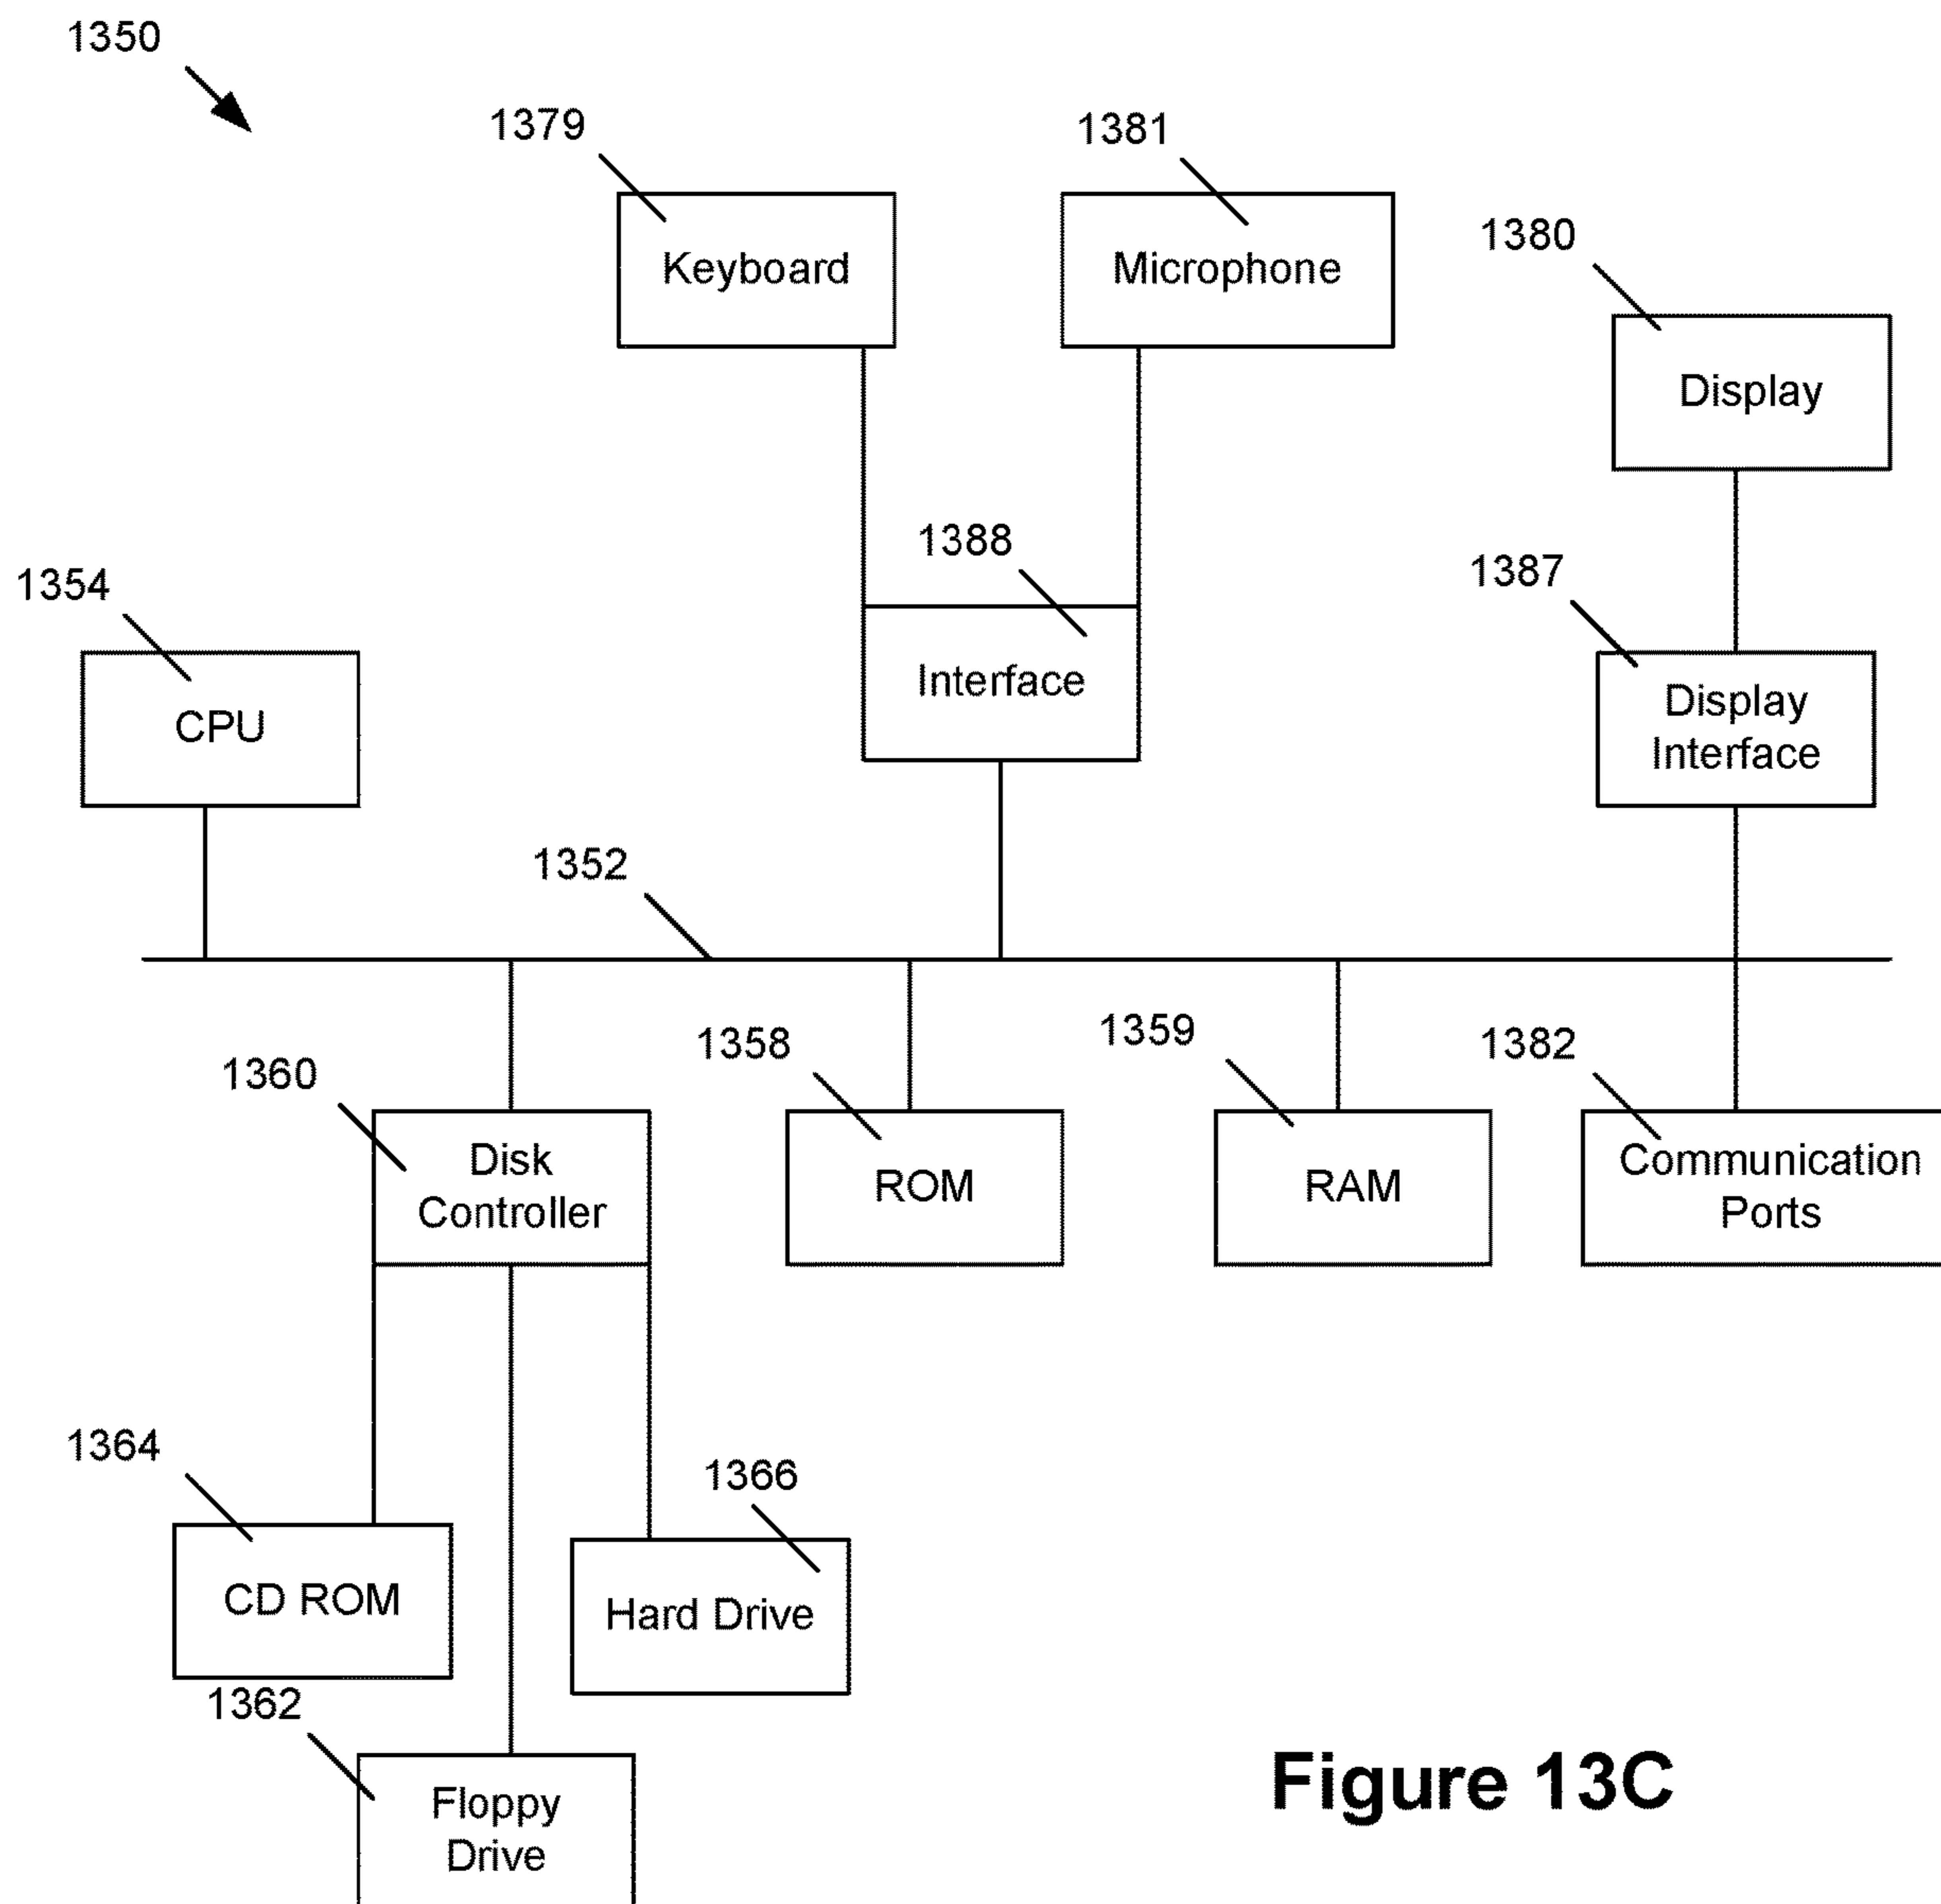 1350
1379
1381
Keyboard
Microphone
1380
Display
1388
1354
1387
Interface
CPU
Display
Interface
1352
1360
1358
1359
1382
Disk
Controller
ROM
RAM
Communication
Ports
1364
1366
CD ROM
Hard Drive
1362
Floppy
Drive
Figure 13C